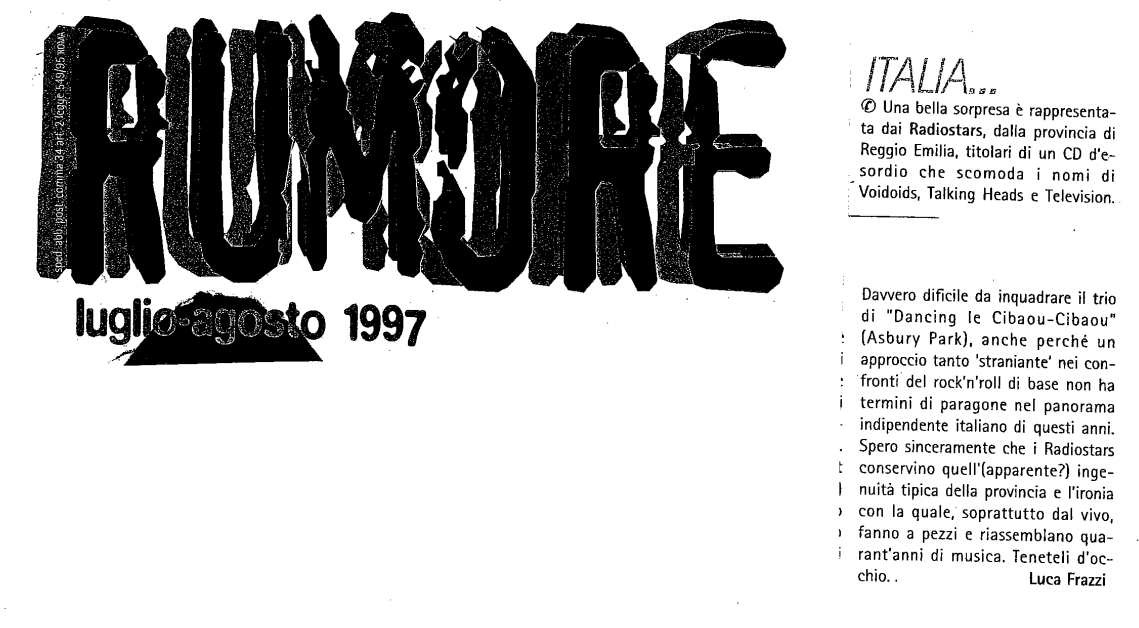 RUMORE
sped. abb. post. comma 34 art. 2 legge 549/95 ROMA
luglio-agosto 1997
ITALIA...
✆ Una bella sorpresa è rappresenta-
ta dai Radiostars, dalla provincia di
Reggio Emilia, titolari di un CD d'e-
sordio che scomoda i nomi di
Voidoids, Talking Heads e Television.
Davvero dificile da inquadrare il trio
di "Dancing le Cibaou-Cibaou"
(Asbury Park), anche perché un
approccio tanto 'straniante' nei con-
fronti del rock'n'roll di base non ha
termini di paragone nel panorama
indipendente italiano di questi anni.
Spero sinceramente che i Radiostars
conservino quell'(apparente?) inge-
nuità tipica della provincia e l'ironia
con la quale, soprattutto dal vivo,
fanno a pezzi e riassemblano qua-
rant'anni di musica. Teneteli d'oc-
chio. .
Luca Frazzi